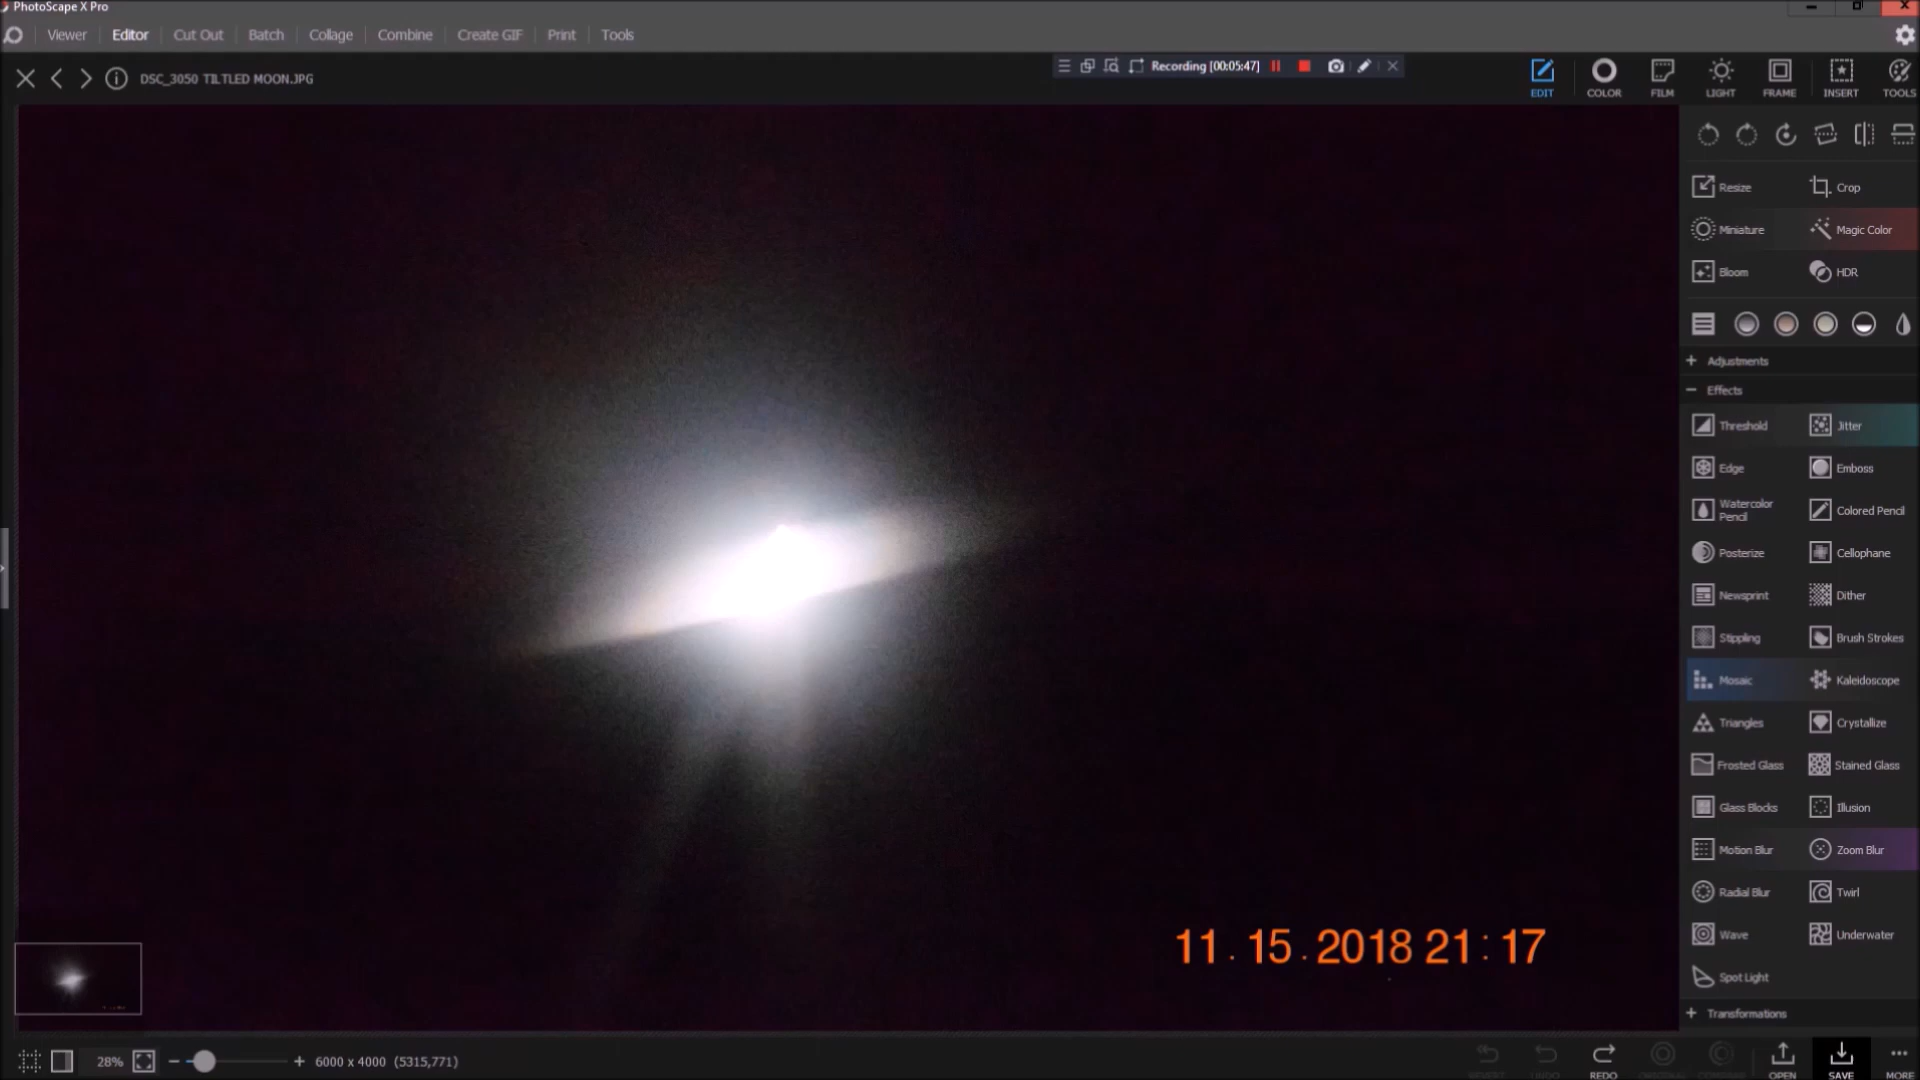 PhotoScape X Pro
Viewer Editor Cut Out Batch Collage Combine Create GIF Print Tools
DSC_3050 TILTLED MOON.JPG
Recording [00:05:47]
EDIT COLOR FILM LIGHT FRAME INSERT TOOLS
Resize Crop
Miniature Magic Color
Bloom HDR
+ Adjustments
− Effects
Threshold Jitter
Edge Emboss
Watercolor Pencil Colored Pencil
Posterize Cellophane
Newsprint Dither
Stippling Brush Strokes
Mosaic Kaleidoscope
Triangles Crystallize
Frosted Glass Stained Glass
Glass Blocks Illusion
Motion Blur Zoom Blur
Radial Blur Twirl
Wave Underwater
Spot Light
+ Transformations
11.15.2018 21:17
28% − + 6000 x 4000 (5315,771)
REVERT UNDO REDO ORIGINAL COMPARE OPEN SAVE MORE